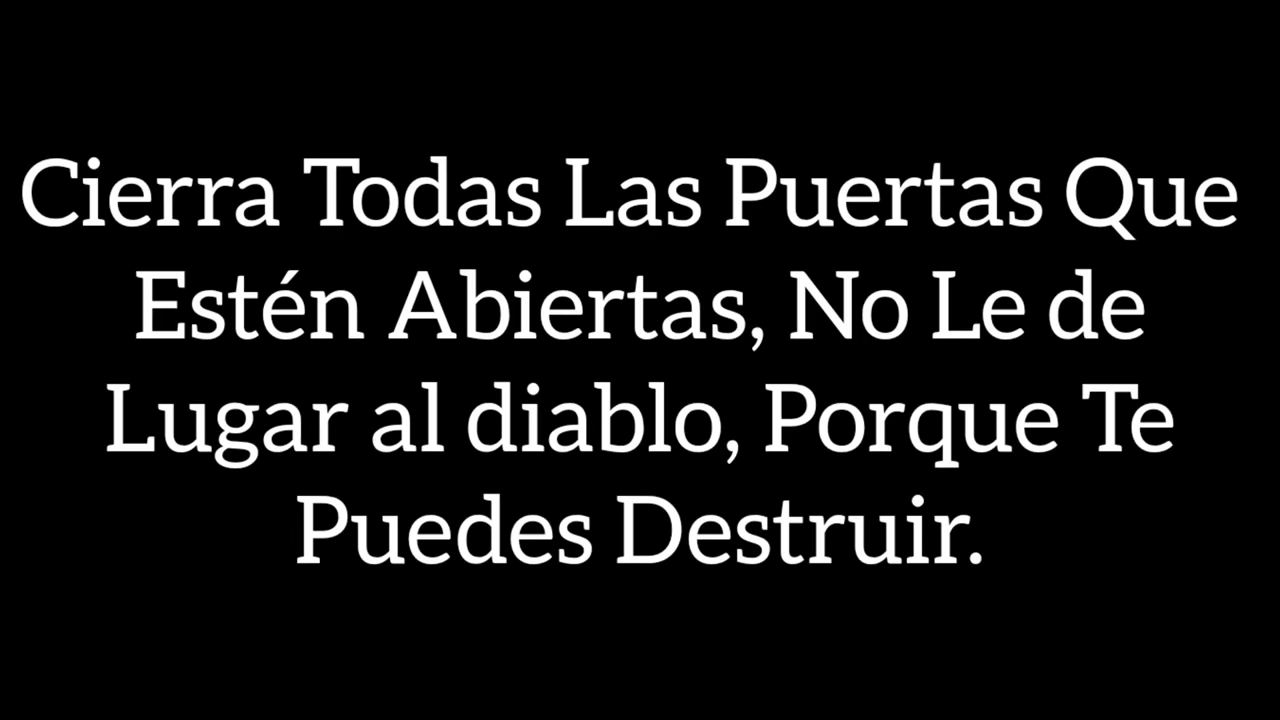 Cierra Todas Las Puertas Que
Estén Abiertas, No Le de
Lugar al diablo, Porque Te
Puedes Destruir.